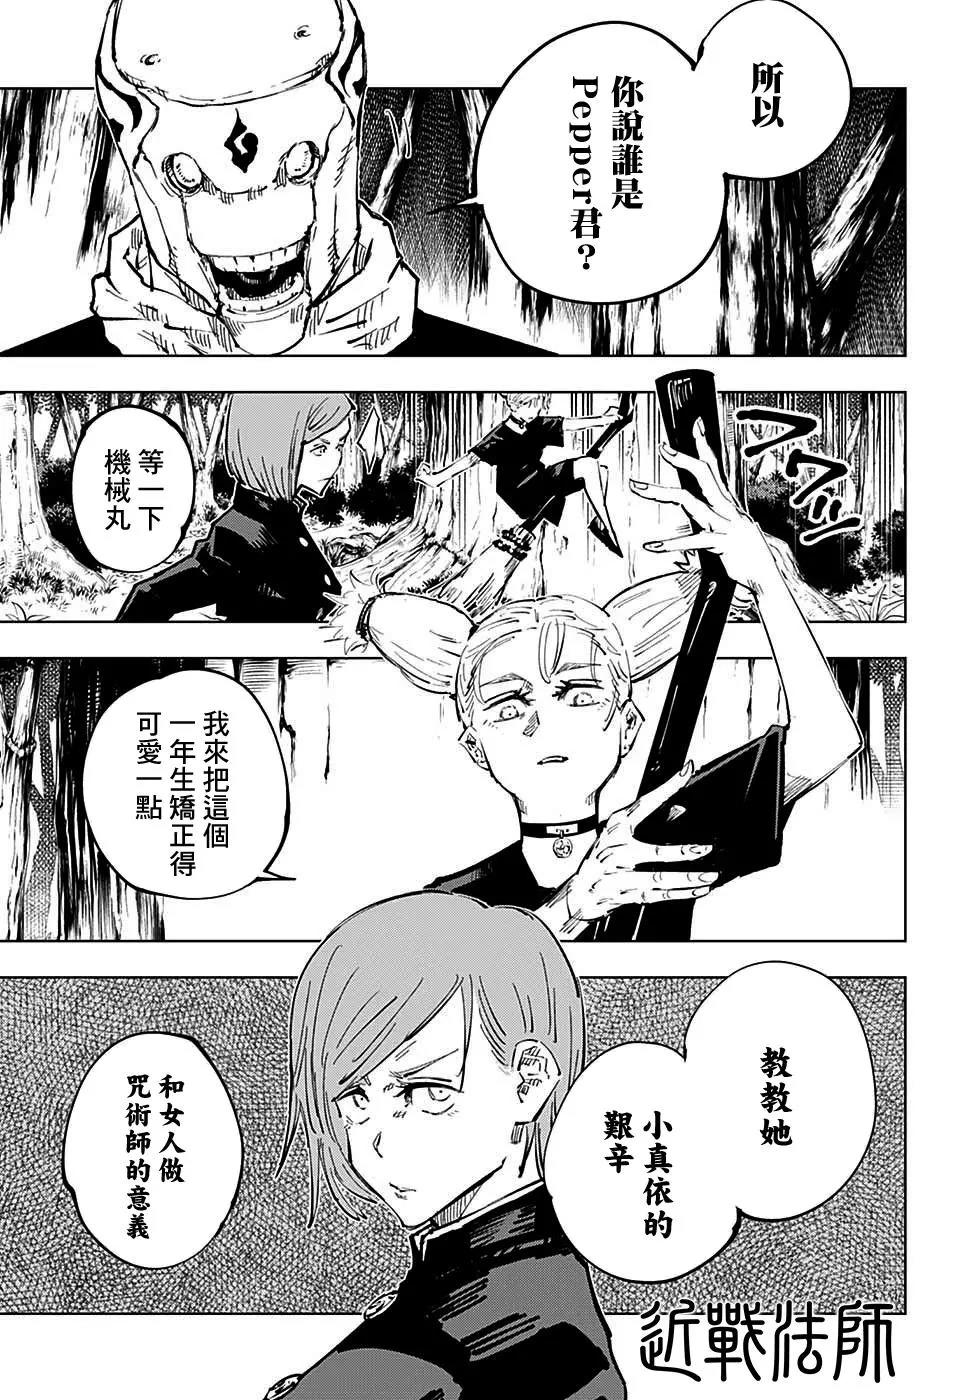 所以
你說誰是
Pepper君？
フワワッ
等一下
機械丸
我來把這個
一年生矯正得
可愛一點
教教她
小真依的
艱辛
和女人做
咒術師的意義
近戰法師